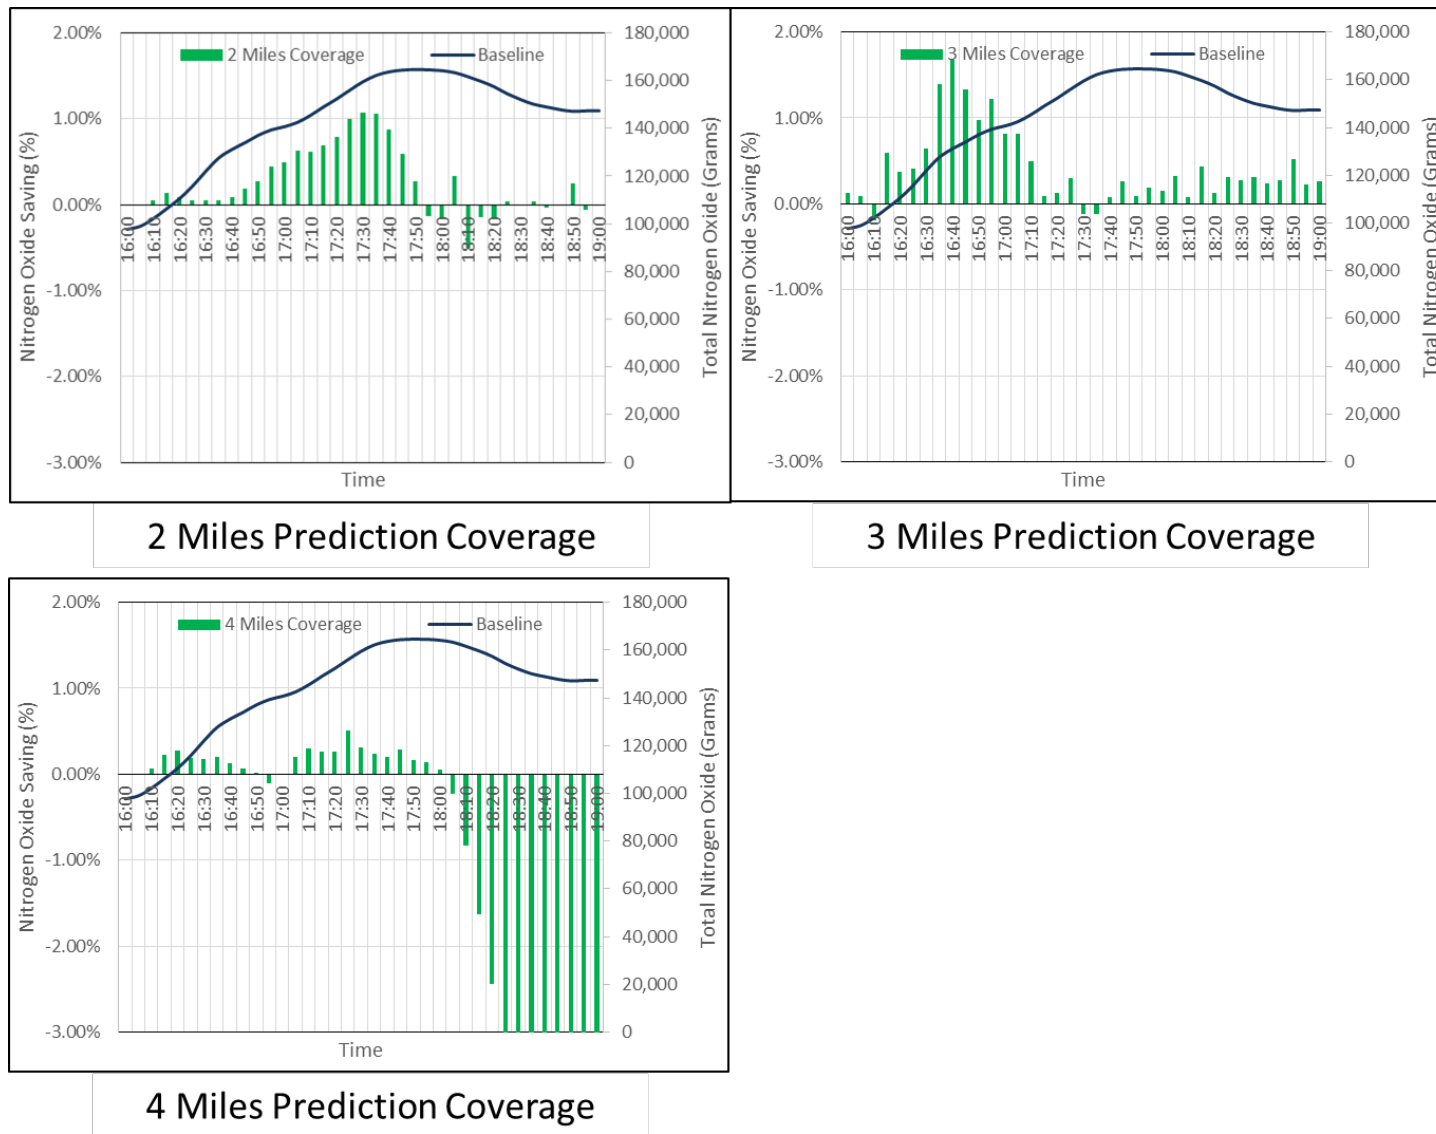 2 Miles Coverage Baseline
Nitrogen Oxide Saving (%)
2.00%
1.00%
0.00%
-1.00%
-2.00%
-3.00%
16:00 16:10 16:20 16:30 16:40 16:50 17:00 17:10 17:20 17:30 17:40 17:50 18:00 18:10 18:20 18:30 18:40 18:50 19:00
180,000
160,000
140,000
120,000
100,000
80,000
60,000
40,000
20,000
0
Total Nitrogen Oxide (Grams)
Time
2 Miles Prediction Coverage
3 Miles Coverage Baseline
Nitrogen Oxide Saving (%)
2.00%
1.00%
0.00%
-1.00%
-2.00%
-3.00%
16:00 16:10 16:20 16:30 16:40 16:50 17:00 17:10 17:20 17:30 17:40 17:50 18:00 18:10 18:20 18:30 18:40 18:50 19:00
180,000
160,000
140,000
120,000
100,000
80,000
60,000
40,000
20,000
0
Total Nitrogen Oxide (Grams)
Time
3 Miles Prediction Coverage
4 Miles Coverage Baseline
Nitrogen Oxide Saving (%)
2.00%
1.00%
0.00%
-1.00%
-2.00%
-3.00%
16:00 16:10 16:20 16:30 16:40 16:50 17:00 17:10 17:20 17:30 17:40 17:50 18:00 18:10 18:20 18:30 18:40 18:50 19:00
180,000
160,000
140,000
120,000
100,000
80,000
60,000
40,000
20,000
0
Total Nitrogen Oxide (Grams)
Time
4 Miles Prediction Coverage